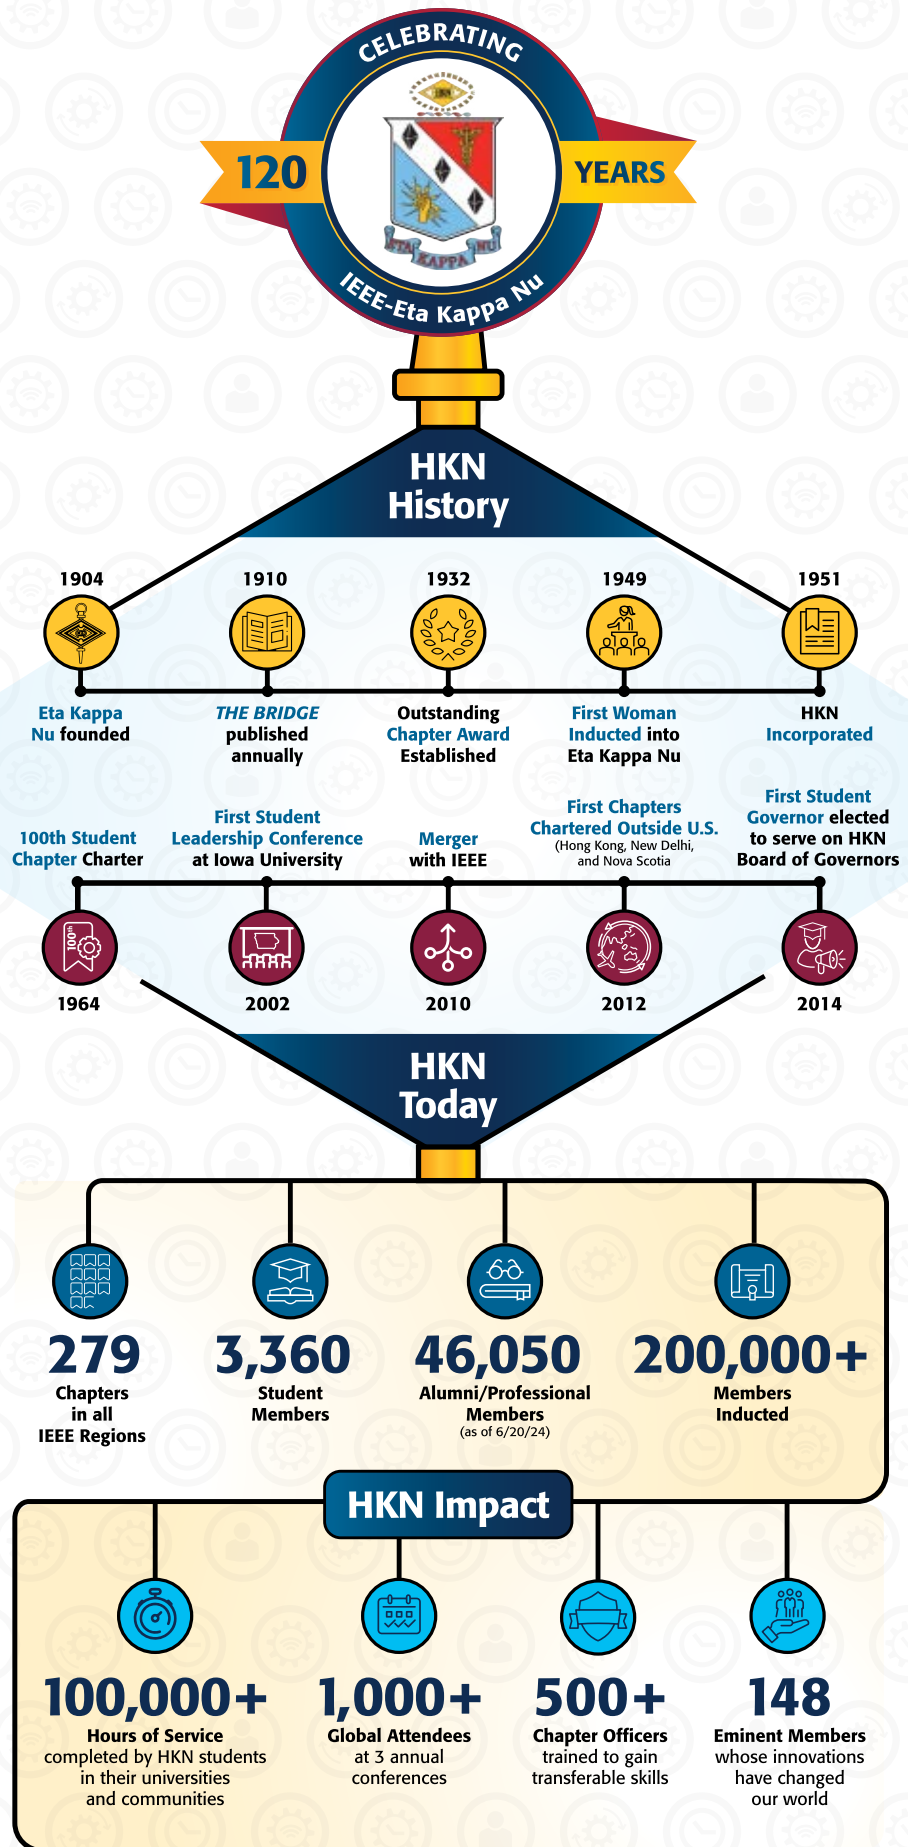 CELEBRATING
120
YEARS
HKN
ETA
KAPPA
NU
IEEE-Eta Kappa Nu
HKN
History
1904
1910
1932
1949
1951
Eta Kappa
Nu founded
THE BRIDGE
published
annually
Outstanding
Chapter Award
Established
First Woman
Inducted into
Eta Kappa Nu
HKN
Incorporated
100th Student
Chapter Charter
First Student
Leadership Conference
at Iowa University
Merger
with IEEE
First Chapters
Chartered Outside U.S.
(Hong Kong, New Delhi,
and Nova Scotia
First Student
Governor elected
to serve on HKN
Board of Governors
100th
1964
2002
2010
2012
2014
HKN
Today
279
Chapters
in all
IEEE Regions
3,360
Student
Members
46,050
Alumni/Professional
Members
(as of 6/20/24)
200,000+
Members
Inducted
HKN Impact
100,000+
Hours of Service
completed by HKN students
in their universities
and communities
1,000+
Global Attendees
at 3 annual
conferences
500+
Chapter Officers
trained to gain
transferable skills
148
Eminent Members
whose innovations
have changed
our world